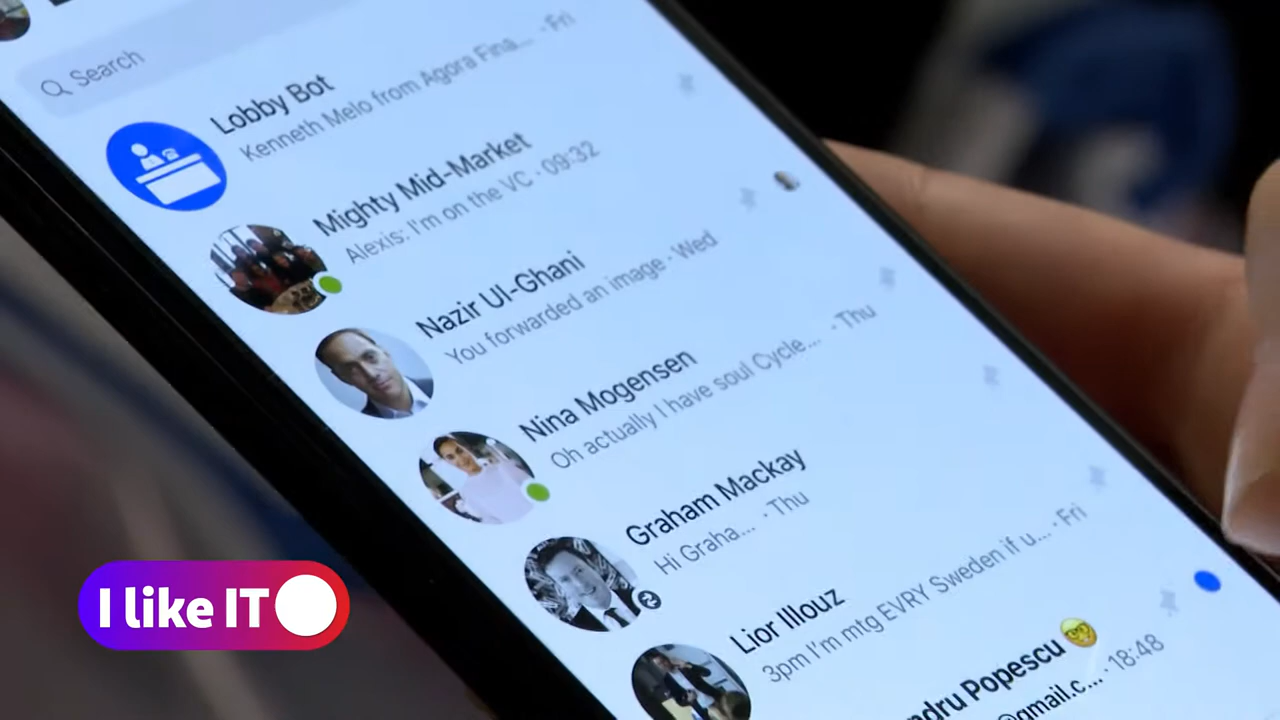 Search
Lobby Bot
Kenneth Melo from Agora Fina... · Fri
Mighty Mid-Market
Alexis: I'm on the VC · 09:32
Nazir Ul-Ghani
You forwarded an image · Wed
Nina Mogensen
Oh actually I have soul Cycle... · Thu
Graham Mackay
Hi Graha... · Thu
Lior Illouz
3pm I'm mtg EVRY Sweden if u... · Fri
ndru Popescu 🤓
@gmail.c... · 18:48
I like IT